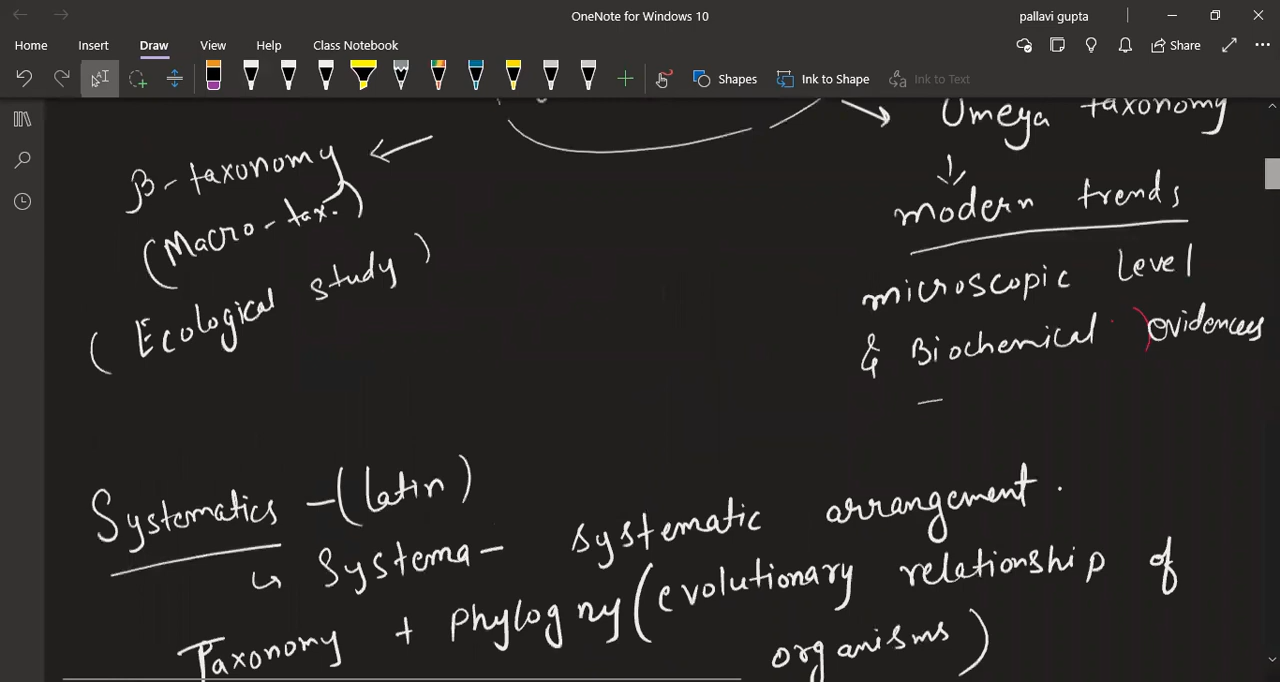 OneNote for Windows 10
pallavi gupta
Home Insert Draw View Help Class Notebook
Share
Shapes Ink to Shape Ink to Text
Omega taxonomy
β-taxonomy
(Macro-tax.)
(Ecological study)
modern trends
microscopic level
& Biochemical) evidences
Systematics - (latin)
↳ Systema - systematic arrangement.
Taxonomy + Phylogny (evolutionary relationship of
organisms)